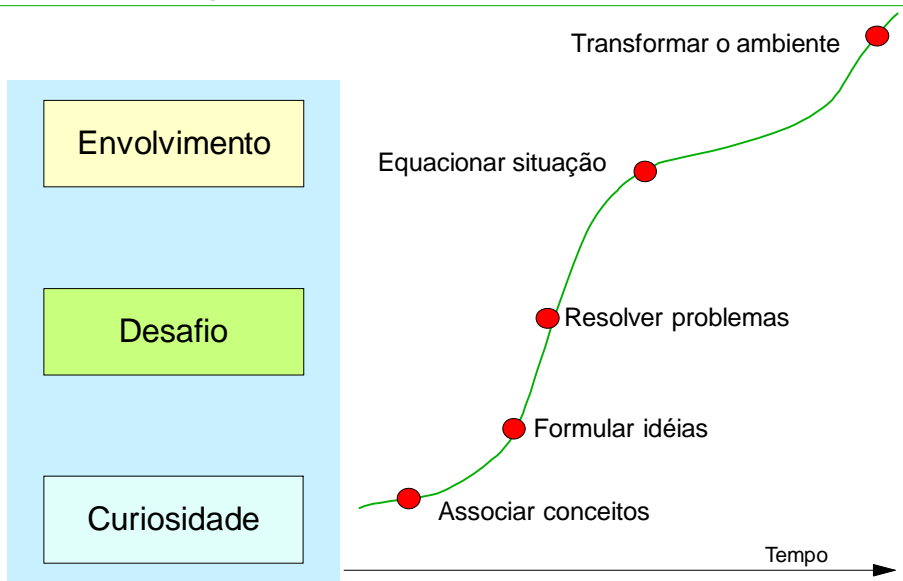 Transformar o ambiente
Envolvimento
Equacionar situação
Desafio
Resolver problemas
Formular idéias
Curiosidade
Associar conceitos
Tempo